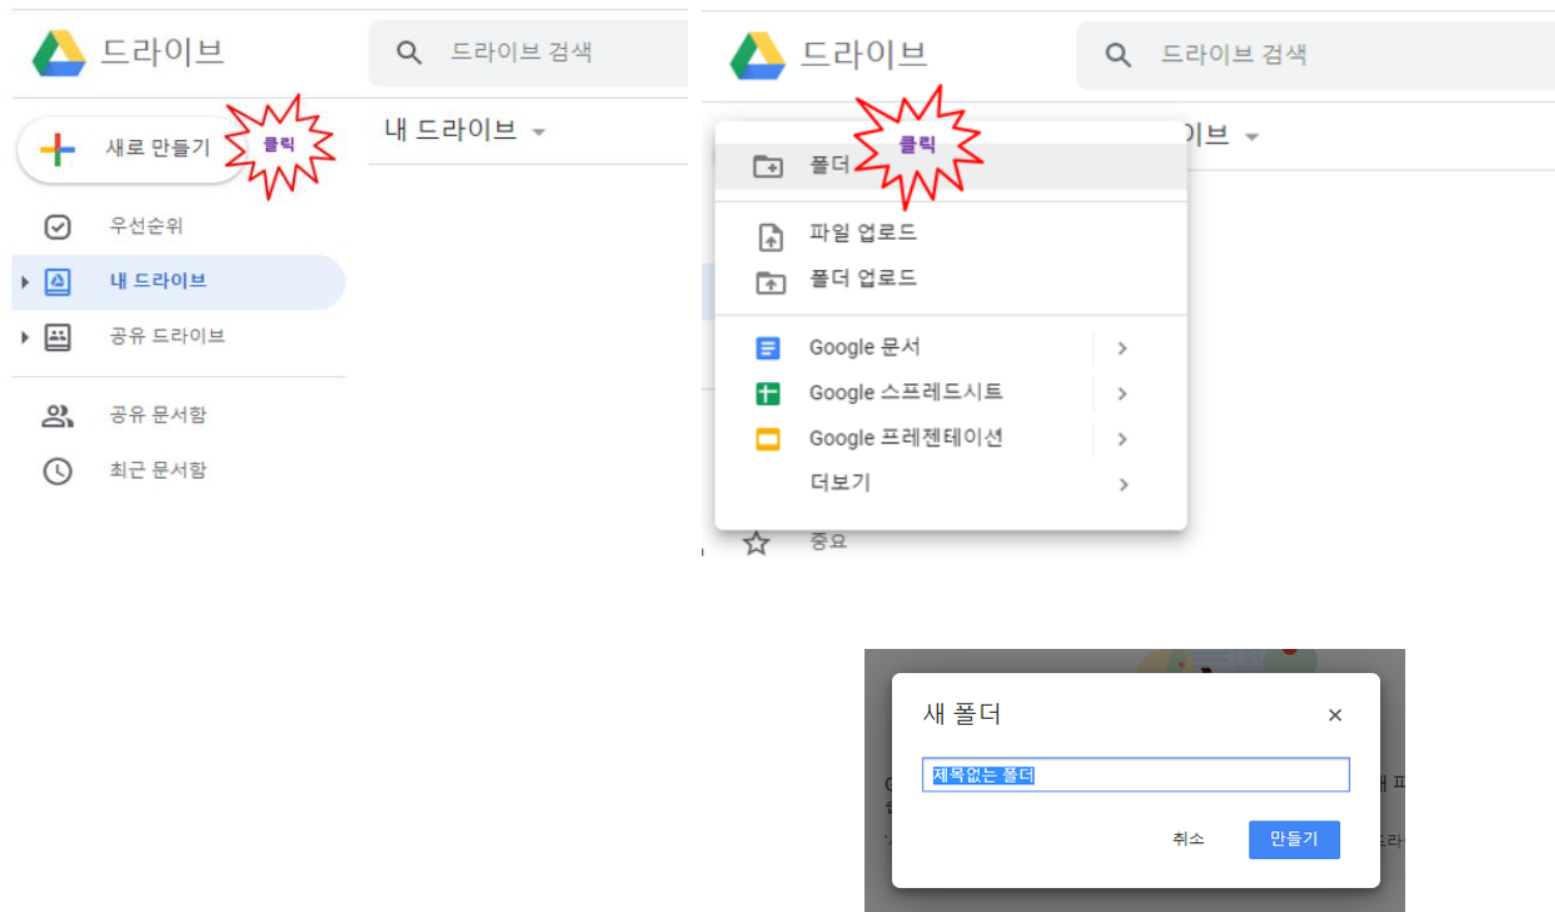 드라이브
드라이브 검색
새로 만들기
클릭
내 드라이브
우선순위
내 드라이브
공유 드라이브
공유 문서함
최근 문서함
드라이브
드라이브 검색
이브
클릭
폴더
파일 업로드
폴더 업로드
Google 문서
Google 스프레드시트
Google 프레젠테이션
더보기
중요
새 폴더
제목없는 폴더
취소
만들기